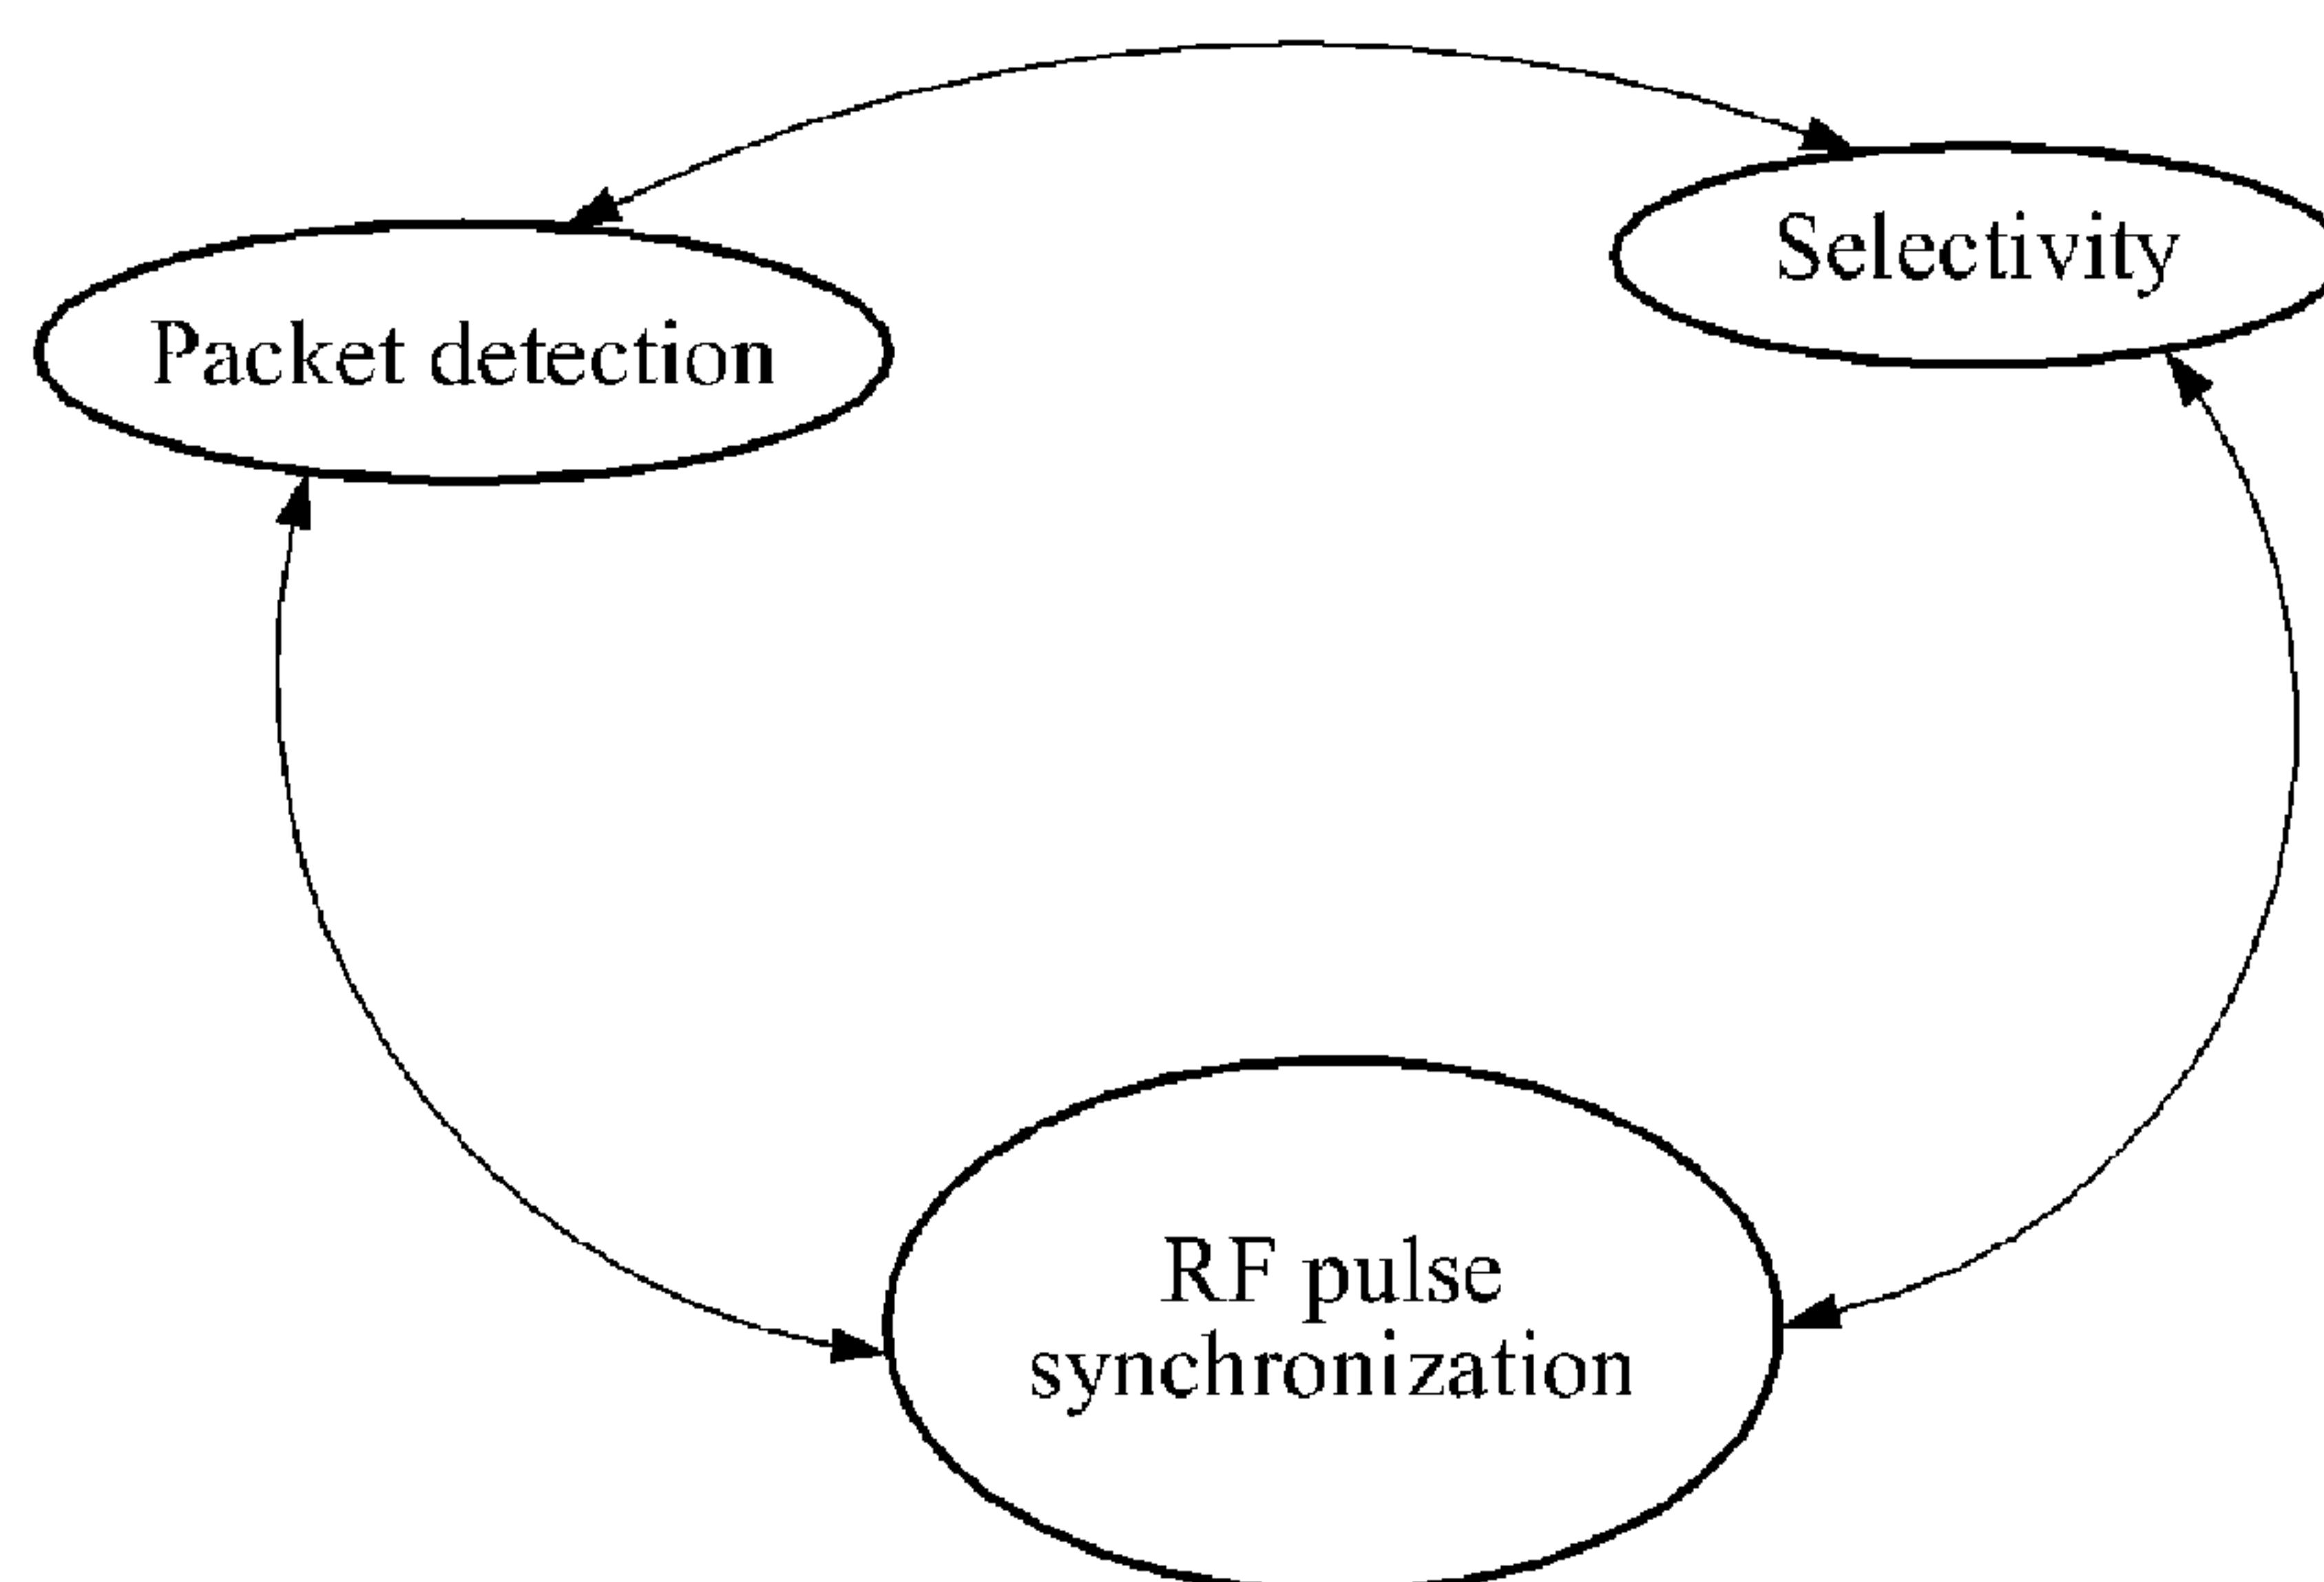 Selectivity
Packet detection
RF pulse
synchronization